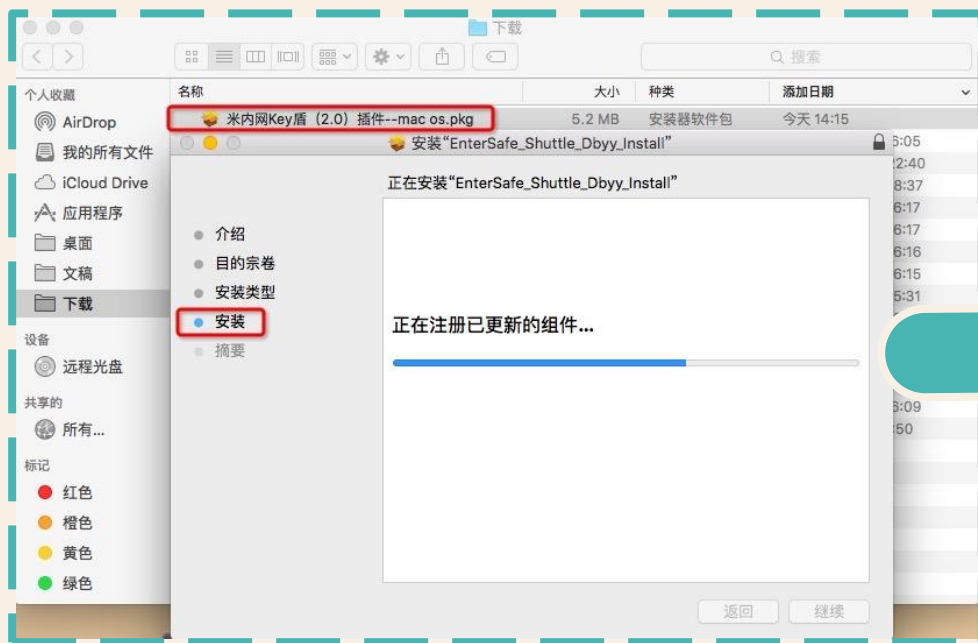 下载
搜索
个人收藏
名称
大小
种类
添加日期
AirDrop
米内网Key盾（2.0）插件--mac os.pkg
5.2 MB
安装器软件包
今天 14:15
我的所有文件
安装“EnterSafe_Shuttle_Dbyy_Install”
6:05
2:40
iCloud Drive
正在安装“EnterSafe_Shuttle_Dbyy_Install”
8:37
应用程序
6:17
6:17
桌面
介绍
6:16
文稿
目的宗卷
6:15
下载
安装类型
5:31
安装
正在注册已更新的组件...
设备
摘要
远程光盘
共享的
6:09
所有...
:50
标记
红色
橙色
黄色
绿色
返回
继续